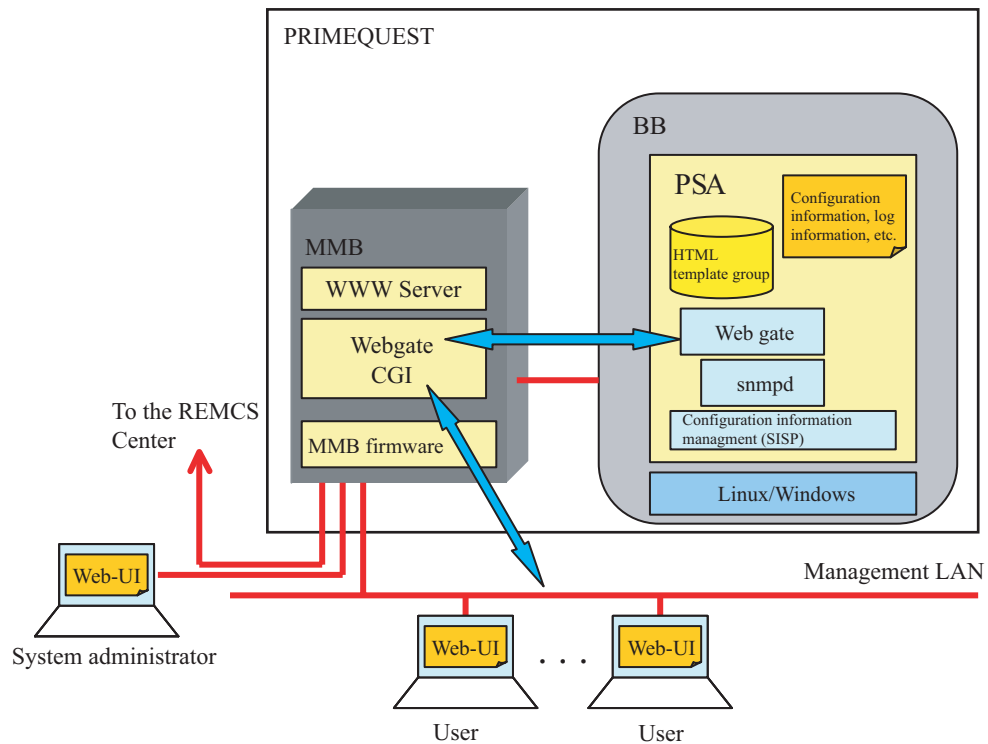 PRIMEQUEST
BB
PSA
Configuration
information, log
information, etc.
HTML
template group
MMB
WWW Server
Webgate
CGI
Web gate
snmpd
To the REMCS
Center
MMB firmware
Configuration information
managment (SISP)
Linux/Windows
Web-UI
System administrator
Management LAN
Web-UI
. . .
Web-UI
User
User